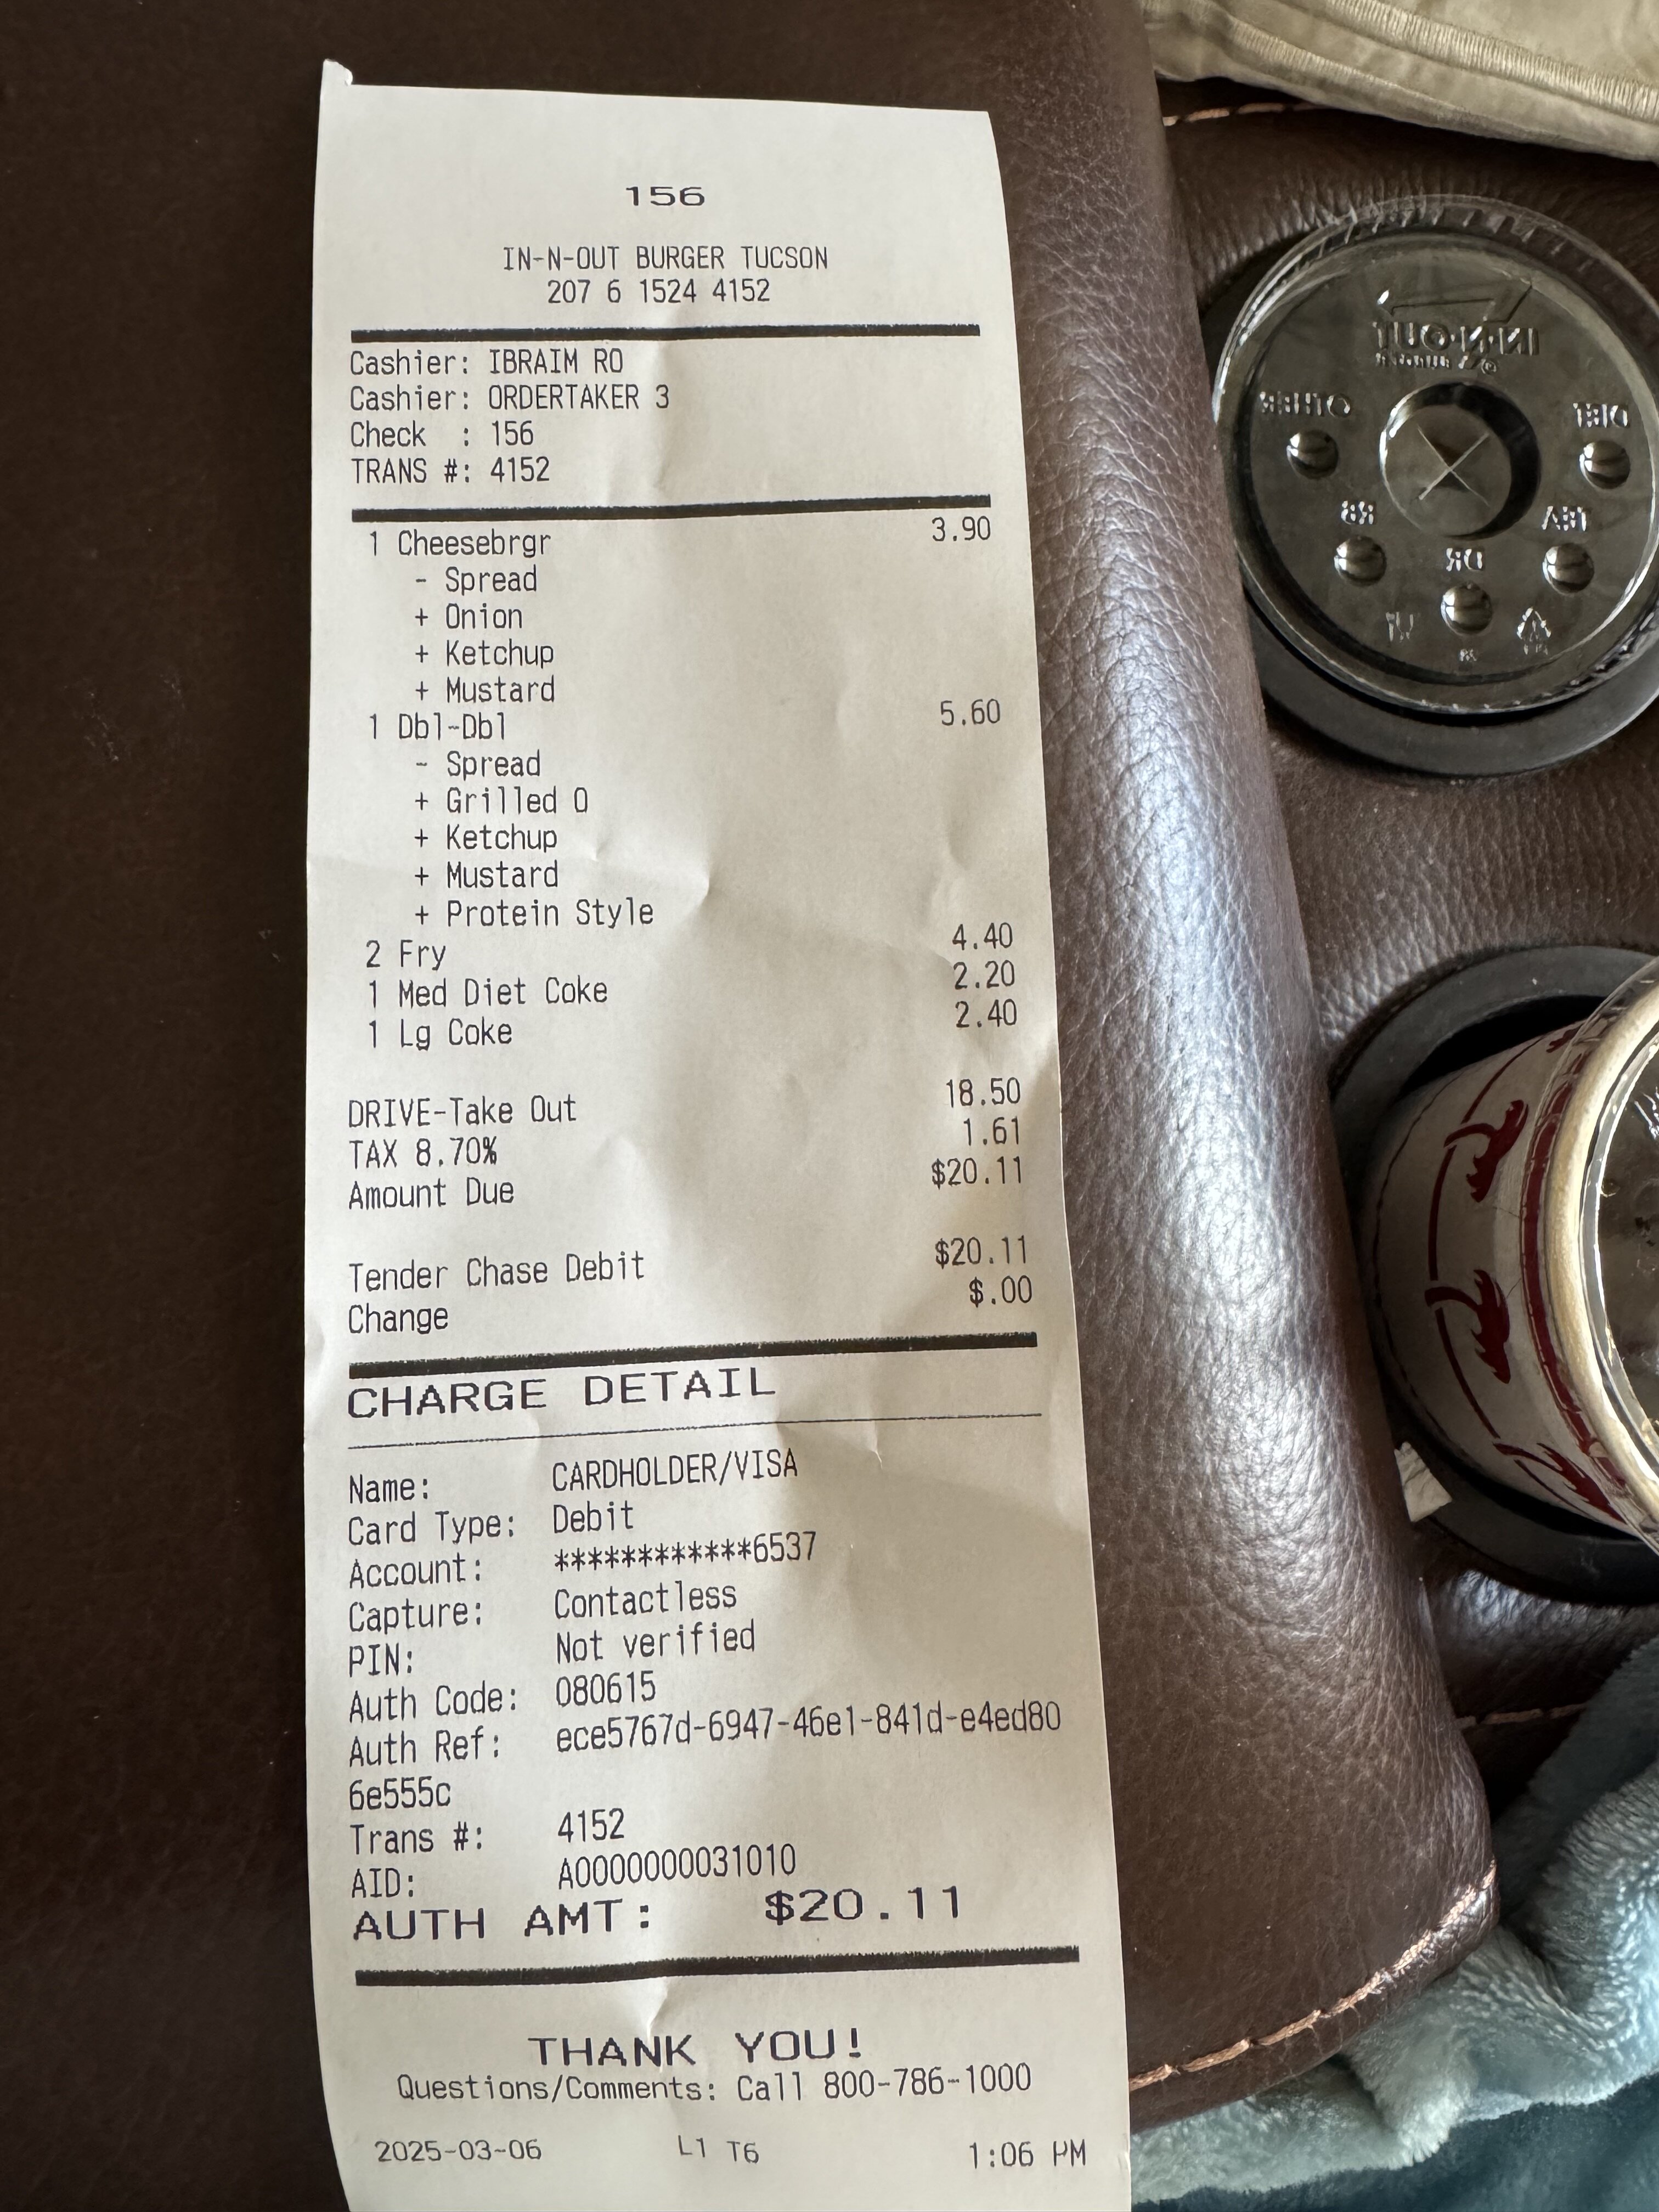 156
IN-N-OUT BURGER TUCSON
207 6 1524 4152
Cashier: IBRAIM RO
Cashier: ORDERTAKER 3
Check : 156
TRANS #: 4152
1 Cheesebrgr 3.90
- Spread
+ Onion
+ Ketchup
+ Mustard
1 Dbl-Dbl 5.60
- Spread
+ Grilled O
+ Ketchup
+ Mustard
+ Protein Style
2 Fry 4.40
1 Med Diet Coke 2.20
1 Lg Coke 2.40
DRIVE-Take Out 18.50
TAX 8.70% 1.61
Amount Due $20.11
Tender Chase Debit $20.11
Change $.00
CHARGE DETAIL
Name: CARDHOLDER/VISA
Card Type: Debit
Account: ************6537
Capture: Contactless
PIN: Not verified
Auth Code: 080615
Auth Ref: ece5767d-6947-46e1-841d-e4ed80
6e555c
Trans #: 4152
AID: A0000000031010
AUTH AMT: $20.11
THANK YOU!
Questions/Comments: Call 800-786-1000
2025-03-06 L1 T6 1:06 PM
IN-N-OUT
OTHER
DIET
RB
DR